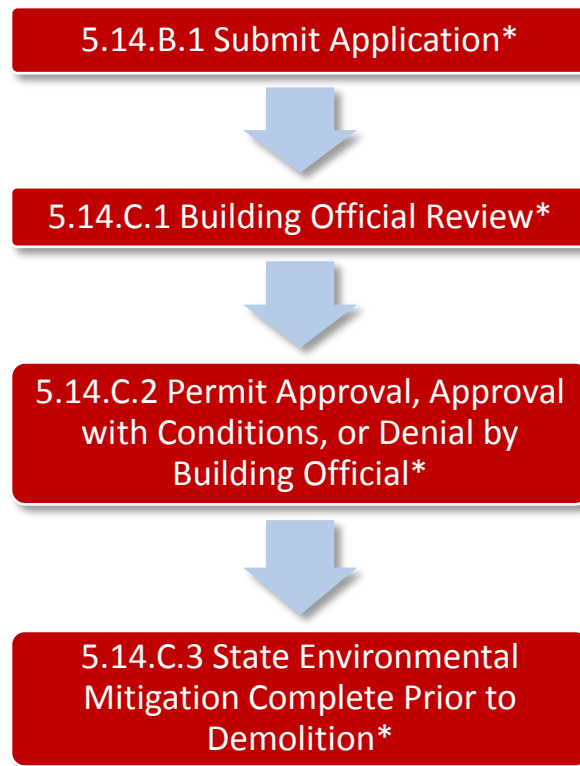 5.14.B.1 Submit Application*
5.14.C.1 Building Official Review*
5.14.C.2 Permit Approval, Approval
with Conditions, or Denial by
Building Official*
5.14.C.3 State Environmental
Mitigation Complete Prior to
Demolition*